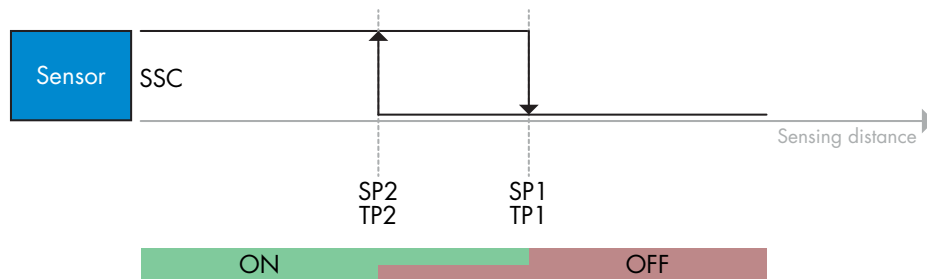 Sensor
SSC
Sensing distance
SP2
TP2
SP1
TP1
ON
OFF